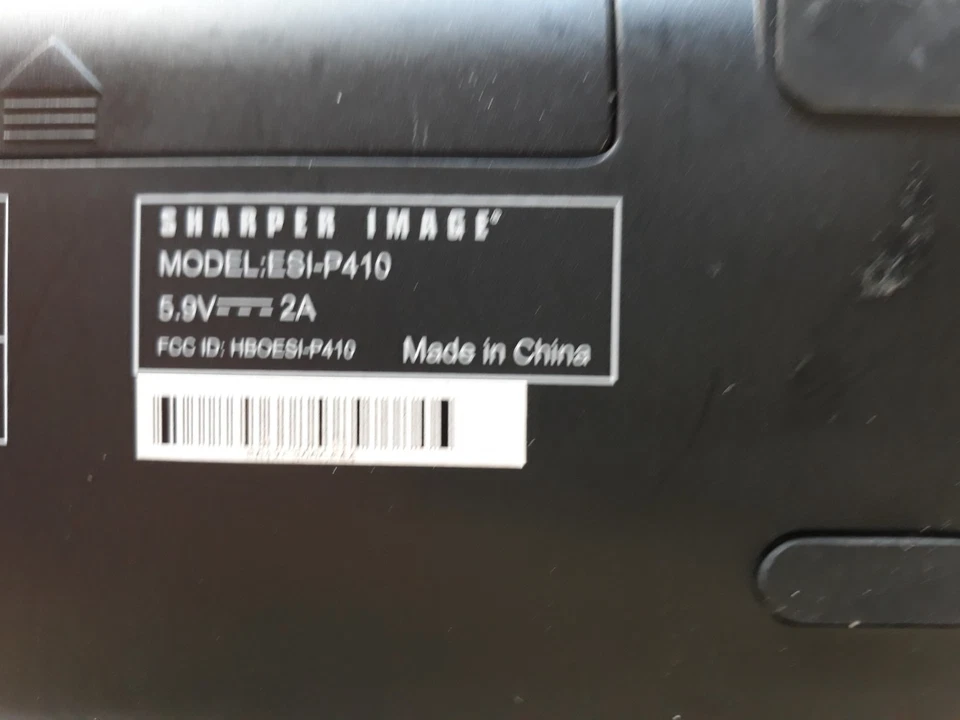 SHARPER IMAGE®
MODEL:ESI-P410
5.9V⎓2A
FCC ID: HBOESI-P410
Made in China